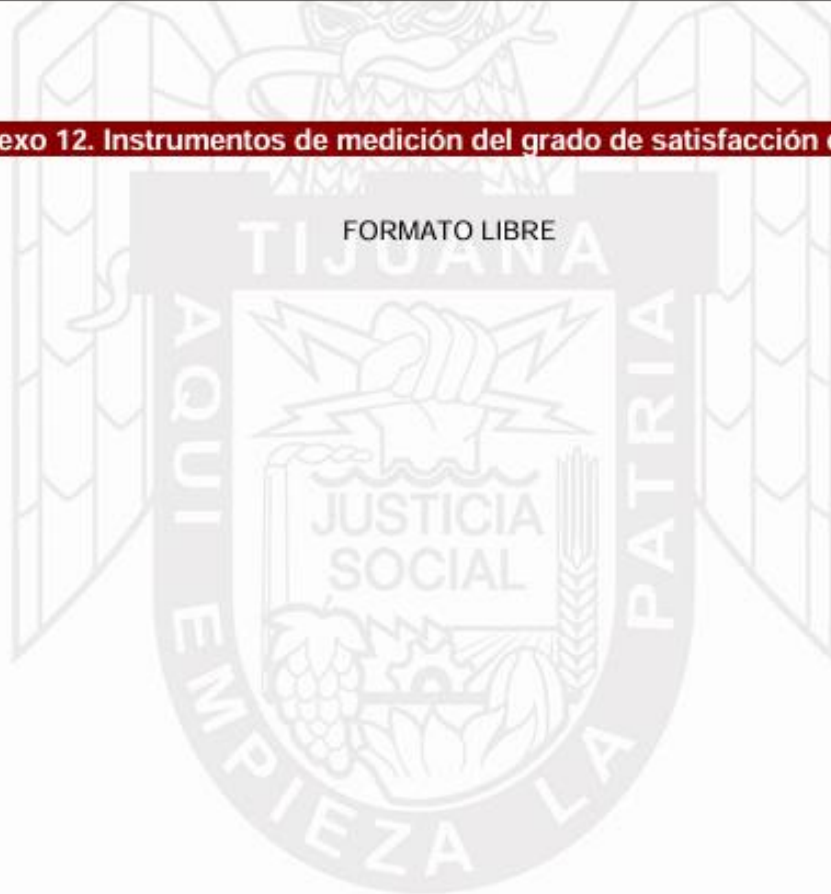 exo 12. Instrumentos de medición del grado de satisfacción
FORMATO LIBRE
TIJUANA
AQUI EMPIEZA LA PATRIA
JUSTICIA
SOCIAL